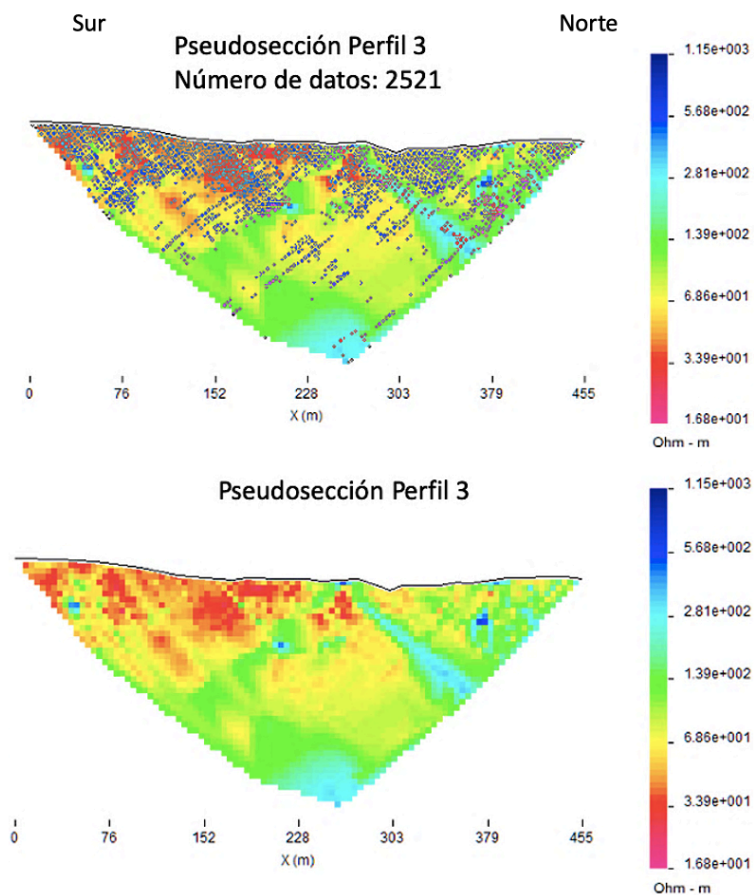 Sur
Norte
Pseudosección Perfil 3
Número de datos: 2521
1.15e+003
5.68e+002
2.81e+002
1.39e+002
6.86e+001
3.39e+001
1.68e+001
Ohm - m
0 76 152 228 303 379 455
X (m)
Pseudosección Perfil 3
1.15e+003
5.68e+002
2.81e+002
1.39e+002
6.86e+001
3.39e+001
1.68e+001
Ohm - m
0 76 152 228 303 379 455
X (m)